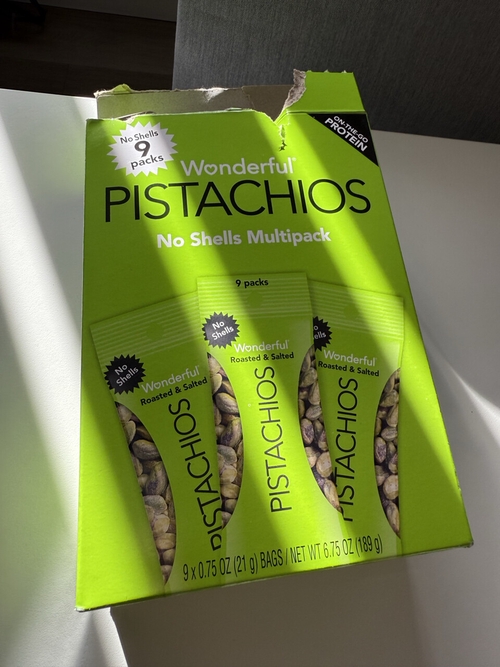 No Shells
9
packs
ON-THE-GO
PROTEIN
Wonderful®
PISTACHIOS
No Shells Multipack
9 packs
No
Shells
Wonderful
Roasted & Salted
PISTACHIOS
No
Shells
Wonderful
Roasted & Salted
PISTACHIOS
No
Shells
Wonderful
Roasted & Salted
PISTACHIOS
9 x 0.75 OZ (21 g) BAGS / NET WT 6.75 OZ (189 g)